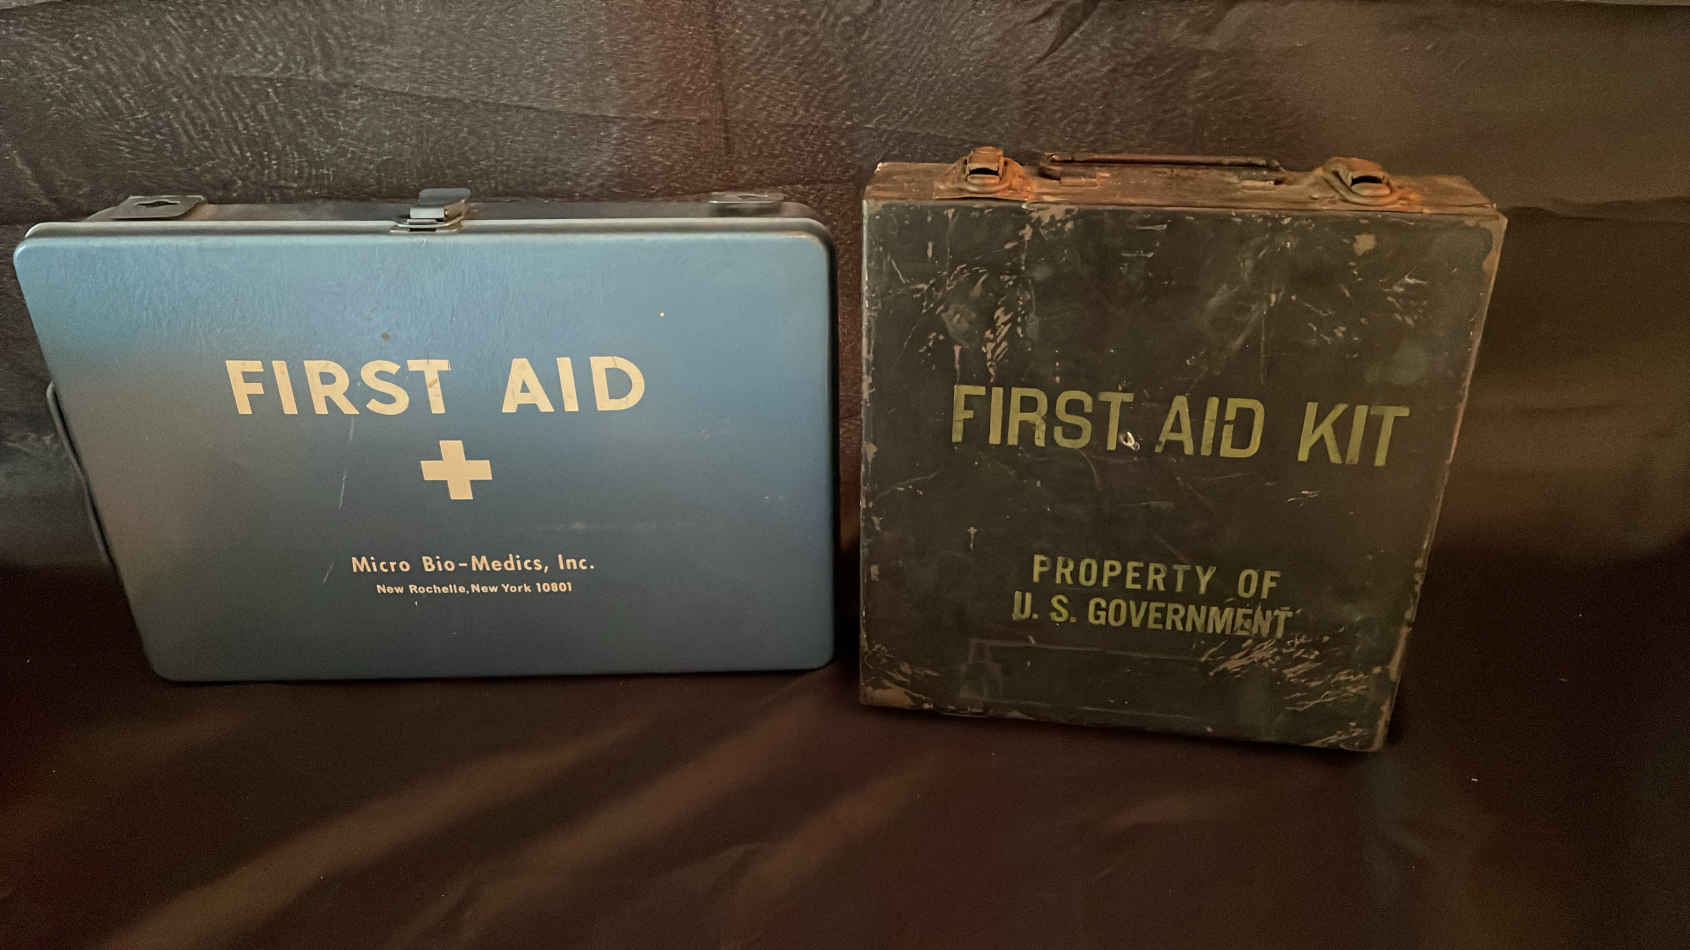 FIRST AID
Micro Bio-Medics, Inc.
New Rochelle, New York 10801
FIRST AID KIT
PROPERTY OF
U. S. GOVERNMENT